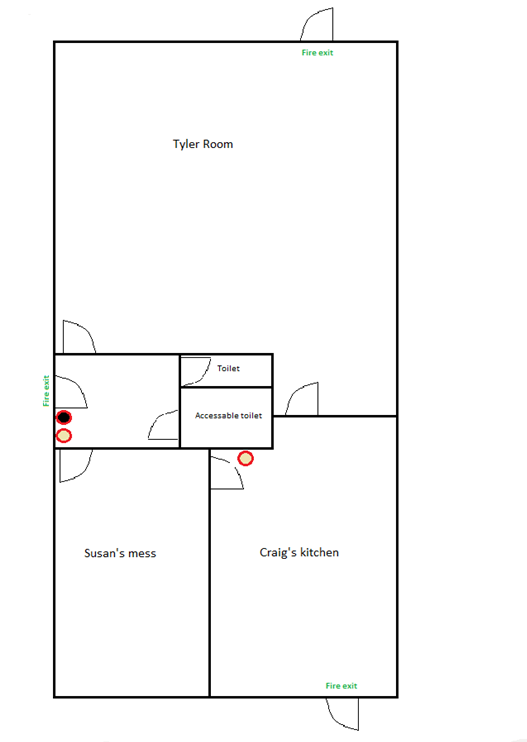 Fire exit
Tyler Room
Toilet
Fire exit
Accessable toilet
Susan's mess
Craig's kitchen
Fire exit